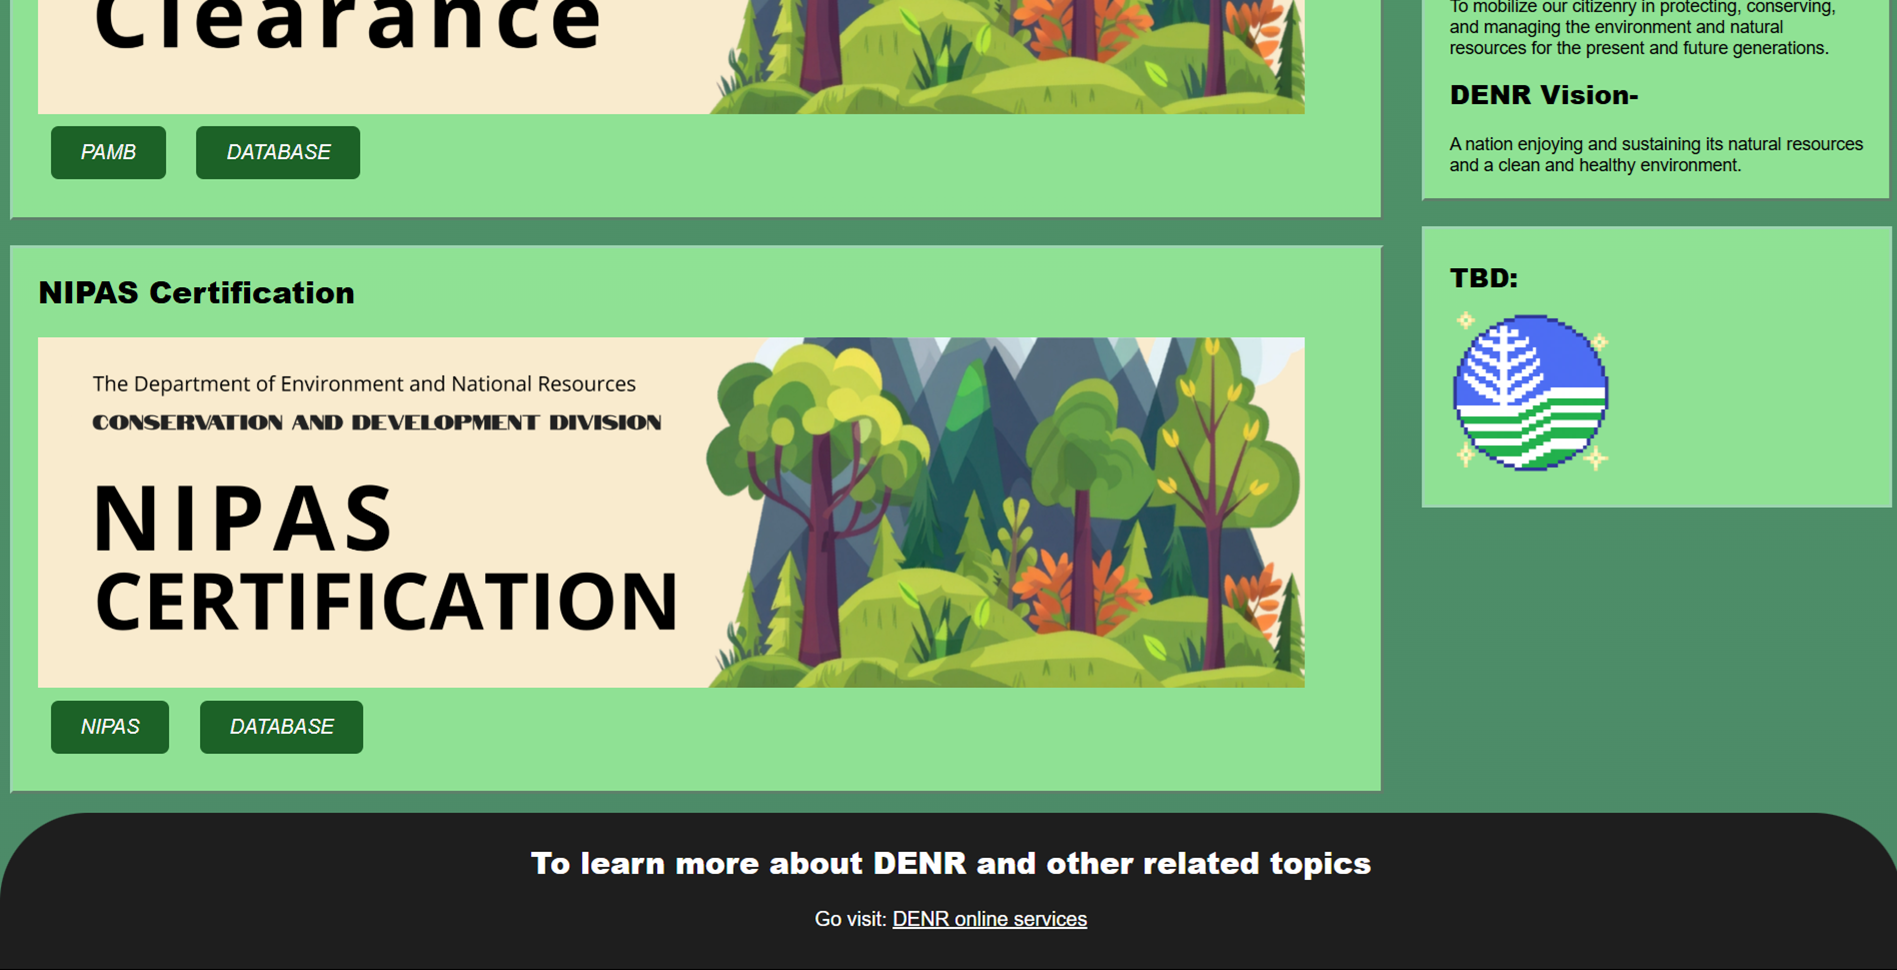 Clearance
PAMB
DATABASE
NIPAS Certification
The Department of Environment and National Resources
CONSERVATION AND DEVELOPMENT DIVISION
NIPAS
CERTIFICATION
NIPAS
DATABASE
To mobilize our citizenry in protecting, conserving,
and managing the environment and natural
resources for the present and future generations.
DENR Vision-
A nation enjoying and sustaining its natural resources
and a clean and healthy environment.
TBD:
To learn more about DENR and other related topics
Go visit: DENR online services